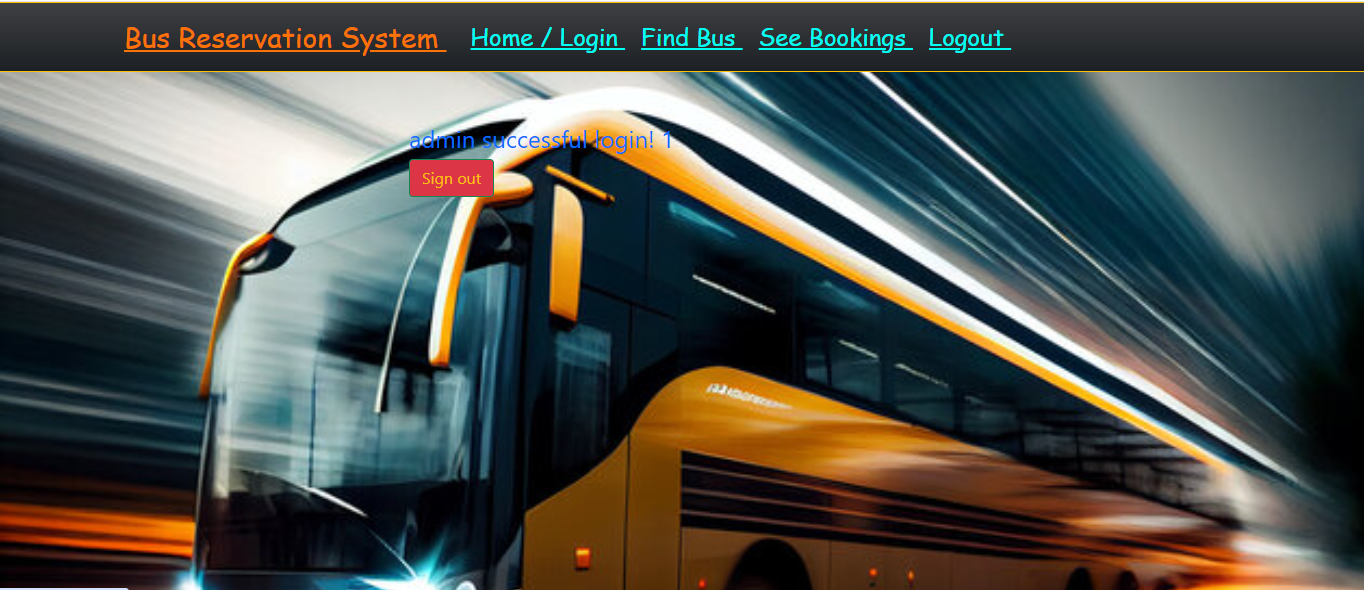 Bus Reservation System Home / Login Find Bus See Bookings Logout
admin successful login! 1
Sign out